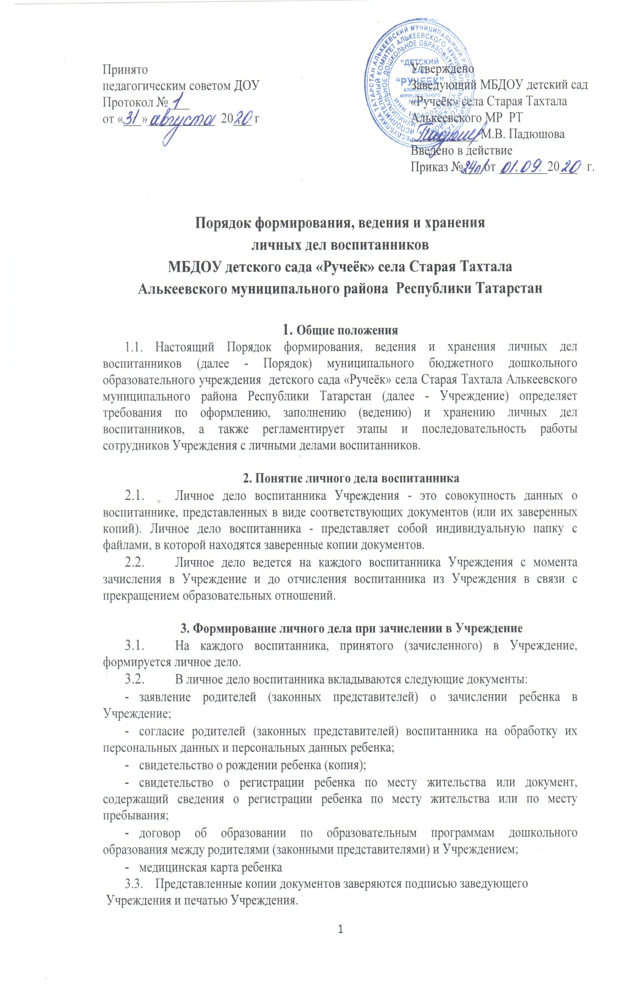 Принято
педагогическим советом ДОУ
Протокол № 1
от «31» августа 2020 г
РЕСПУБЛИКА ТАТАРСТАН АЛЬКЕЕВСКИЙ МУНИЦИПАЛЬНЫЙ РАЙОН
ИСПОЛНИТЕЛЬНЫЙ КОМИТЕТ АЛЬКЕЕВСКОГО МУНИЦИПАЛЬНОГО РАЙОНА
МУНИЦИПАЛЬНОЕ ДОШКОЛЬНОЕ ОБРАЗОВАТЕЛЬНОЕ УЧРЕЖДЕНИЕ
"ДЕТСКИЙ
САД
"РУЧЕЕК"
АЛЬКЕЕВСКОГО
МУНИЦИПАЛЬНОГО
Утверждено
Заведующий МБДОУ детский сад
«Ручеёк» села Старая Тахтала
Алькеевского МР РТ
М.В. Падюшова
Введено в действие
Приказ № от 01.09. 2020 г.
Порядок формирования, ведения и хранения
личных дел воспитанников
МБДОУ детского сада «Ручеёк» села Старая Тахтала
Алькеевского муниципального района Республики Татарстан
1. Общие положения
1.1. Настоящий Порядок формирования, ведения и хранения личных дел
воспитанников (далее - Порядок) муниципального бюджетного дошкольного
образовательного учреждения детского сада «Ручеёк» села Старая Тахтала Алькеевского
муниципального района Республики Татарстан (далее - Учреждение) определяет
требования по оформлению, заполнению (ведению) и хранению личных дел
воспитанников, а также регламентирует этапы и последовательность работы
сотрудников Учреждения с личными делами воспитанников.
2. Понятие личного дела воспитанника
2.1. Личное дело воспитанника Учреждения - это совокупность данных о
воспитаннике, представленных в виде соответствующих документов (или их заверенных
копий). Личное дело воспитанника - представляет собой индивидуальную папку с
файлами, в которой находятся заверенные копии документов.
2.2. Личное дело ведется на каждого воспитанника Учреждения с момента
зачисления в Учреждение и до отчисления воспитанника из Учреждения в связи с
прекращением образовательных отношений.
3. Формирование личного дела при зачислении в Учреждение
3.1. На каждого воспитанника, принятого (зачисленного) в Учреждение,
формируется личное дело.
3.2. В личное дело воспитанника вкладываются следующие документы:
- заявление родителей (законных представителей) о зачислении ребенка в
Учреждение;
- согласие родителей (законных представителей) воспитанника на обработку их
персональных данных и персональных данных ребенка;
- свидетельство о рождении ребенка (копия);
- свидетельство о регистрации ребенка по месту жительства или документ,
содержащий сведения о регистрации ребенка по месту жительства или по месту
пребывания;
- договор об образовании по образовательным программам дошкольного
образования между родителями (законными представителями) и Учреждением;
- медицинская карта ребенка
3.3. Представленные копии документов заверяются подписью заведующего
Учреждения и печатью Учреждения.
1